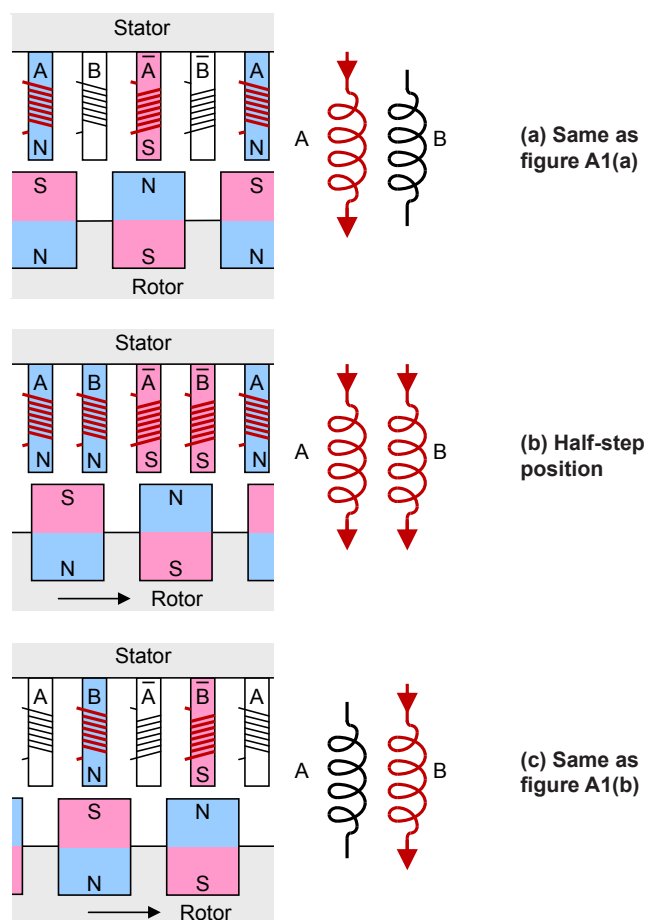 Stator
A B A̅ B̅ A
N S N
A B
(a) Same as
figure A1(a)
S N S
N S N
Rotor
Stator
A B A̅ B̅ A
N N S S N
A B
(b) Half-step
position
S N
N S
Rotor
Stator
A B A̅ B̅ A
N S
A B
(c) Same as
figure A1(b)
S N
N S
Rotor